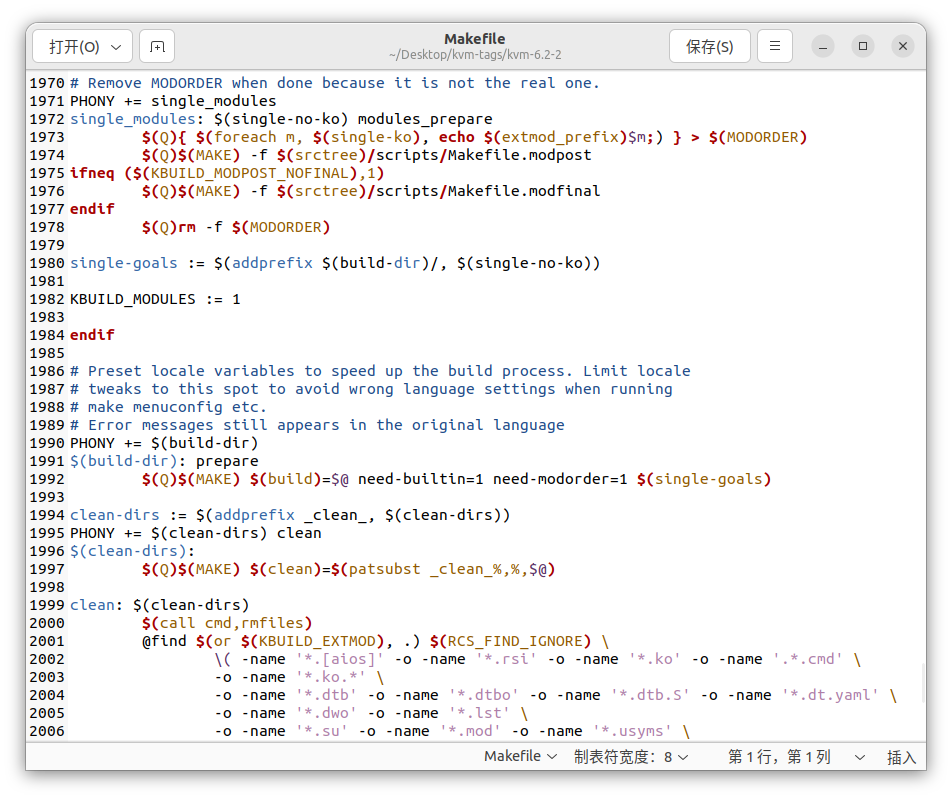 打开(O)
Makefile
~/Desktop/kvm-tags/kvm-6.2-2
保存(S)
1970 # Remove MODORDER when done because it is not the real one.
1971 PHONY += single_modules
1972 single_modules: $(single-no-ko) modules_prepare
1973         $(Q){ $(foreach m, $(single-ko), echo $(extmod_prefix)$m;) } > $(MODORDER)
1974         $(Q)$(MAKE) -f $(srctree)/scripts/Makefile.modpost
1975 ifneq ($(KBUILD_MODPOST_NOFINAL),1)
1976         $(Q)$(MAKE) -f $(srctree)/scripts/Makefile.modfinal
1977 endif
1978         $(Q)rm -f $(MODORDER)
1979
1980 single-goals := $(addprefix $(build-dir)/, $(single-no-ko))
1981
1982 KBUILD_MODULES := 1
1983
1984 endif
1985
1986 # Preset locale variables to speed up the build process. Limit locale
1987 # tweaks to this spot to avoid wrong language settings when running
1988 # make menuconfig etc.
1989 # Error messages still appears in the original language
1990 PHONY += $(build-dir)
1991 $(build-dir): prepare
1992         $(Q)$(MAKE) $(build)=$@ need-builtin=1 need-modorder=1 $(single-goals)
1993
1994 clean-dirs := $(addprefix _clean_, $(clean-dirs))
1995 PHONY += $(clean-dirs) clean
1996 $(clean-dirs):
1997         $(Q)$(MAKE) $(clean)=$(patsubst _clean_%,%,$@)
1998
1999 clean: $(clean-dirs)
2000         $(call cmd,rmfiles)
2001         @find $(or $(KBUILD_EXTMOD), .) $(RCS_FIND_IGNORE) \
2002                 \( -name '*.[aios]' -o -name '*.rsi' -o -name '*.ko' -o -name '.*.cmd' \
2003                 -o -name '*.ko.*' \
2004                 -o -name '*.dtb' -o -name '*.dtbo' -o -name '*.dtb.S' -o -name '*.dt.yaml' \
2005                 -o -name '*.dwo' -o -name '*.lst' \
2006                 -o -name '*.su' -o -name '*.mod' -o -name '*.usyms' \
Makefile 制表符宽度：8 第 1 行，第 1 列 插入